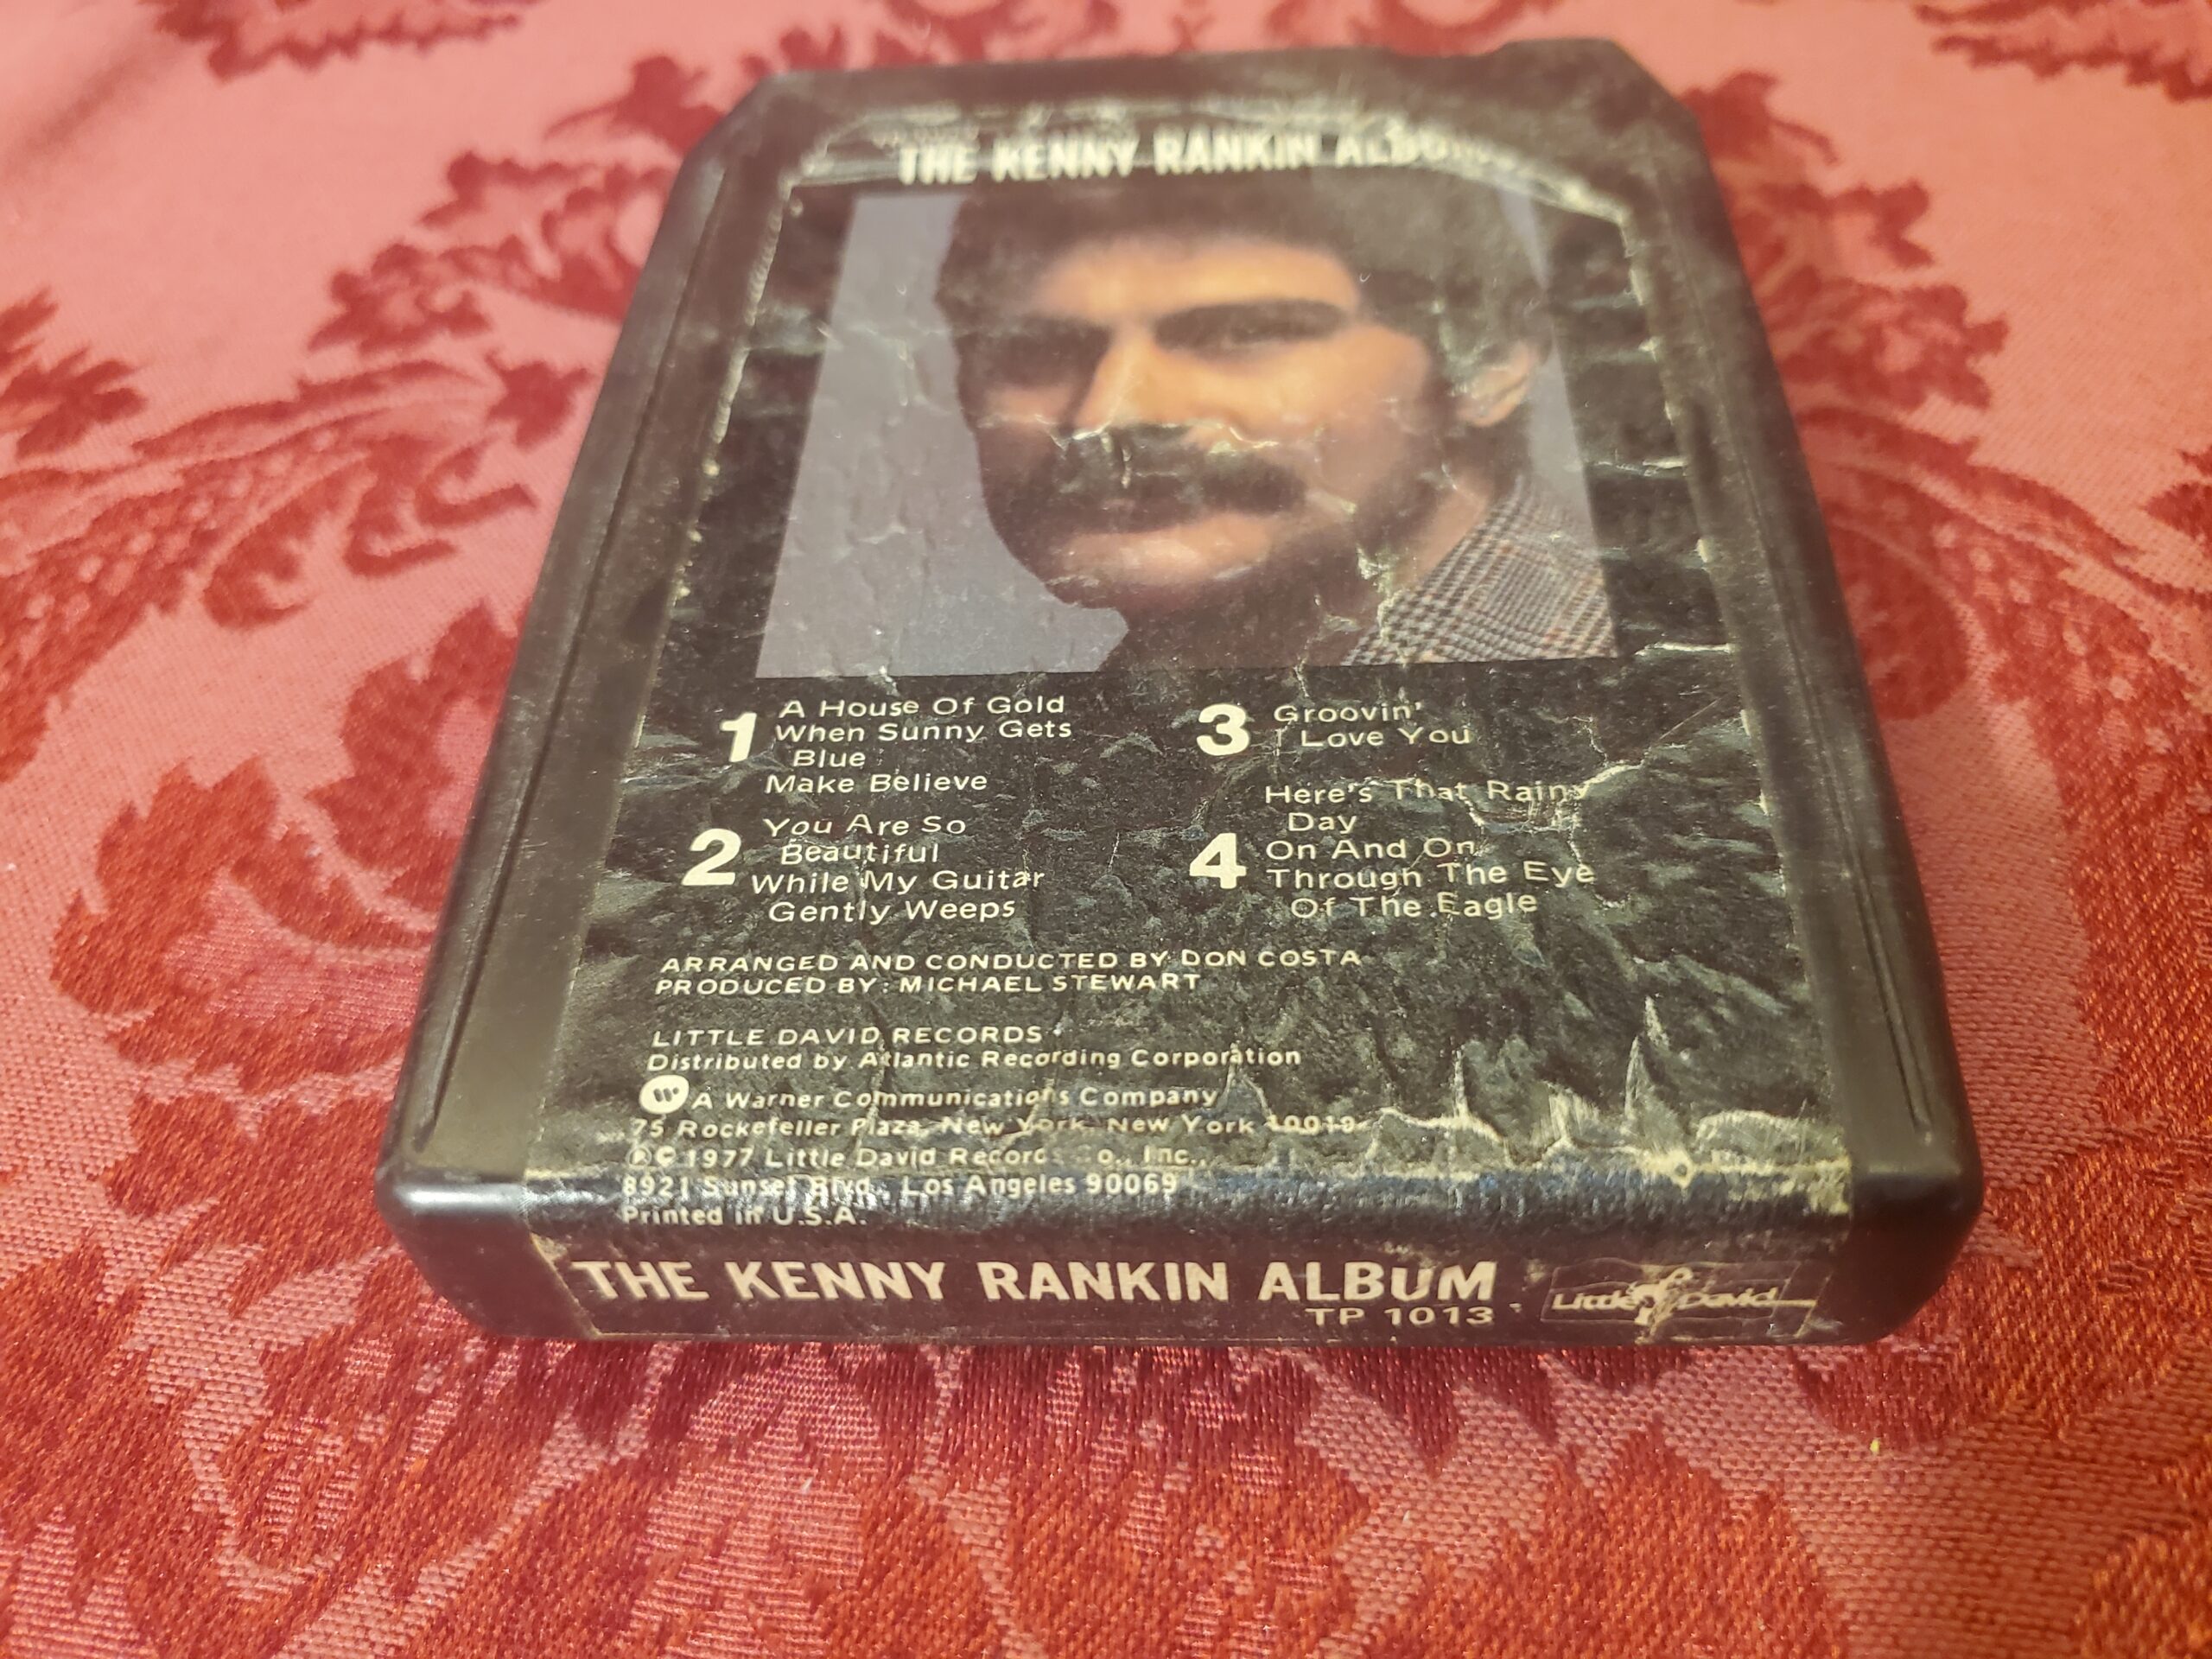 THE KENNY RANKIN ALBUM
1
A House Of Gold
When Sunny Gets
Blue
Make Believe
2
You Are So
Beautiful
While My Guitar
Gently Weeps
3
Groovin'
I Love You
4
Here's That Rainy
Day
On And On
Through The Eye
Of The Eagle
ARRANGED AND CONDUCTED BY DON COSTA
PRODUCED BY: MICHAEL STEWART
LITTLE DAVID RECORDS
Distributed by Atlantic Recording Corporation
A Warner Communications Company
75 Rockefeller Plaza, New York, New York 10019
℗© 1977 Little David Records Co., Inc.,
8921 Sunset Blvd., Los Angeles 90069
Printed in U.S.A.
THE KENNY RANKIN ALBUM
TP 1013
Little David